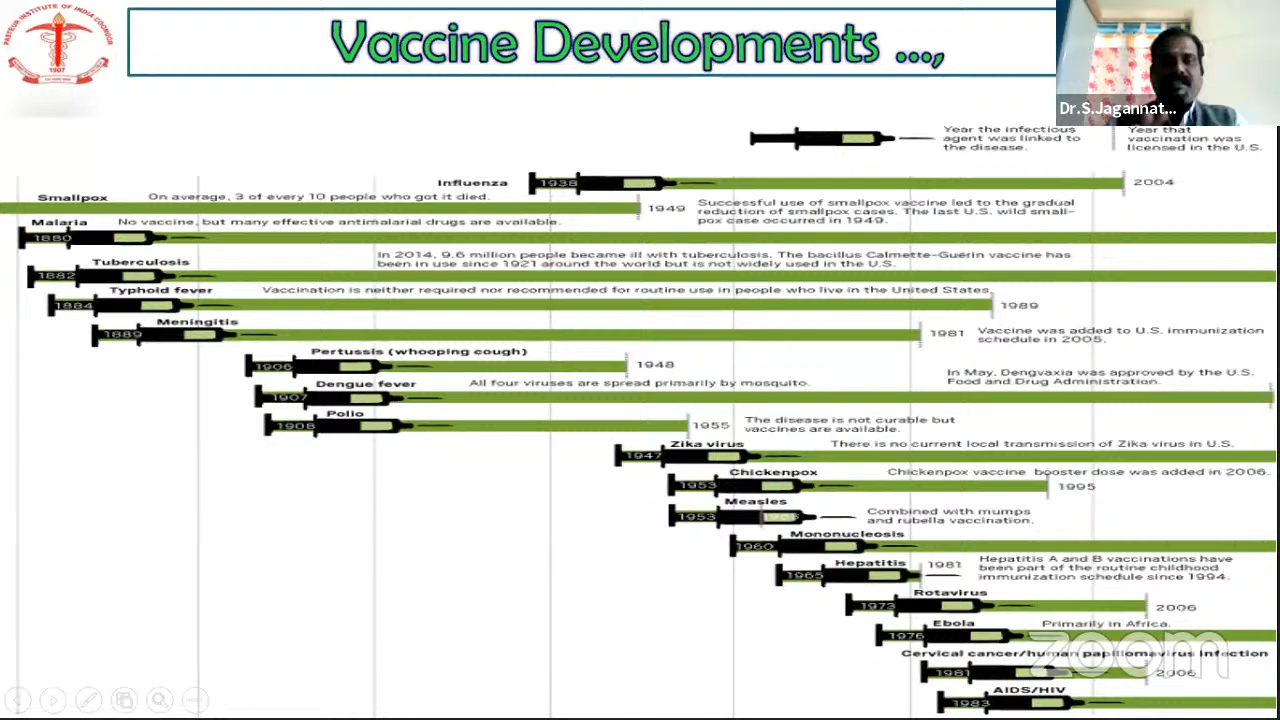 PASTEUR INSTITUTE OF INDIA COONOOR
1907
Vaccine Developments ...,
Dr.S.Jagannat...
Year the infectious
agent was linked to
the disease.
Year that
vaccination was
licensed in the U.S.
Influenza
1938
2004
Smallpox
On average, 3 of every 10 people who got it died.
1949
Successful use of smallpox vaccine led to the gradual
reduction of smallpox cases. The last U.S. wild small-
pox case occurred in 1949.
Malaria
No vaccine, but many effective antimalarial drugs are available.
1880
Tuberculosis
1882
In 2014, 9.6 million people became ill with tuberculosis. The bacillus Calmette-Guérin vaccine has
been in use since 1921 around the world but is not widely used in the U.S.
Typhoid fever
1884
Vaccination is neither required nor recommended for routine use in people who live in the United States.
1989
Meningitis
1889
1981
Vaccine was added to U.S. immunization
schedule in 2005.
Pertussis (whooping cough)
1906
1948
Dengue fever
1907
All four viruses are spread primarily by mosquito.
In May, Dengvaxia was approved by the U.S.
Food and Drug Administration.
Polio
1908
1955
The disease is not curable but
vaccines are available.
Zika virus
1947
There is no current local transmission of Zika virus in U.S.
Chickenpox
1953
Chickenpox vaccine booster dose was added in 2006.
1995
Measles
1953
Combined with mumps
and rubella vaccination.
Mononucleosis
1960
Hepatitis
1965
1981
Hepatitis A and B vaccinations have
been part of the routine childhood
immunization schedule since 1994.
Rotavirus
1973
2006
Ebola
1976
Primarily in Africa.
Cervical cancer/human papillomavirus infection
1981
2006
AIDS/HIV
1983
zoom